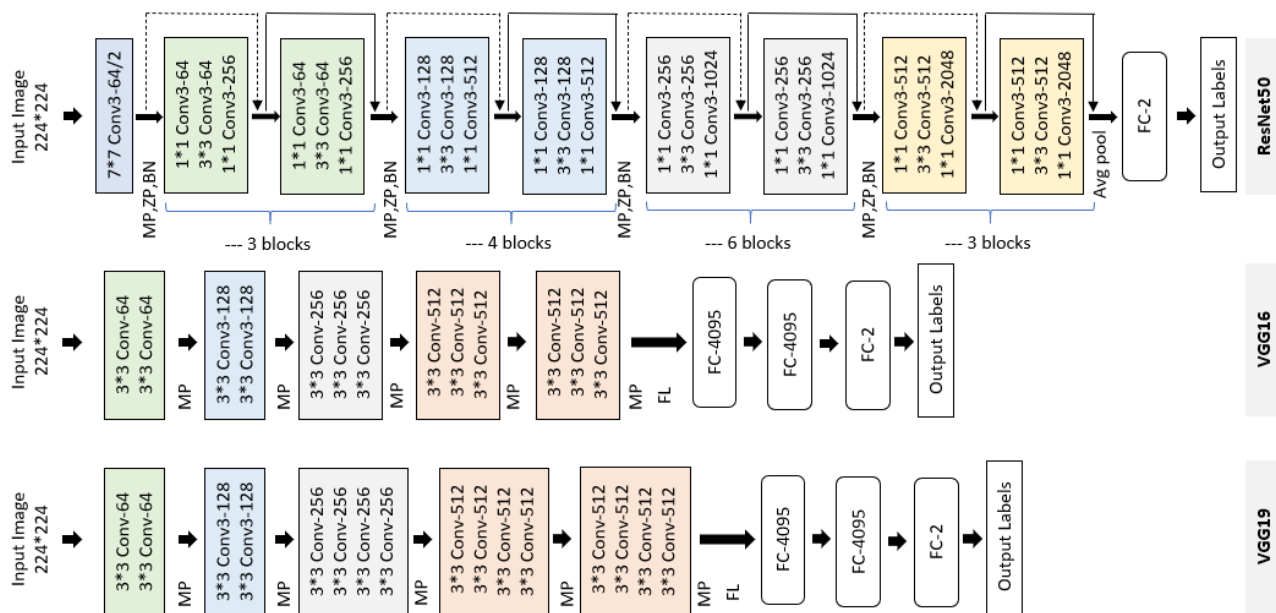 Input Image
224*224
7*7 Conv3-64/2
MP,ZP,BN
1*1 Conv3-64
3*3 Conv3-64
1*1 Conv3-256
1*1 Conv3-64
3*3 Conv3-64
1*1 Conv3-256
--- 3 blocks
MP,ZP,BN
1*1 Conv3-128
3*3 Conv3-128
1*1 Conv3-512
1*1 Conv3-128
3*3 Conv3-128
1*1 Conv3-512
--- 4 blocks
MP,ZP,BN
1*1 Conv3-256
3*3 Conv3-256
1*1 Conv3-1024
1*1 Conv3-256
3*3 Conv3-256
1*1 Conv3-1024
--- 6 blocks
MP,ZP,BN
1*1 Conv3-512
3*3 Conv3-512
1*1 Conv3-2048
1*1 Conv3-512
3*3 Conv3-512
1*1 Conv3-2048
--- 3 blocks
Avg pool
FC-2
Output Labels
ResNet50
Input Image
224*224
3*3 Conv-64
3*3 Conv-64
MP
3*3 Conv3-128
3*3 Conv3-128
MP
3*3 Conv-256
3*3 Conv-256
3*3 Conv-256
MP
3*3 Conv-512
3*3 Conv-512
3*3 Conv-512
MP
3*3 Conv-512
3*3 Conv-512
3*3 Conv-512
MP
FL
FC-4095
FC-4095
FC-2
Output Labels
VGG16
Input Image
224*224
3*3 Conv-64
3*3 Conv-64
MP
3*3 Conv3-128
3*3 Conv3-128
MP
3*3 Conv-256
3*3 Conv-256
3*3 Conv-256
3*3 Conv-256
MP
3*3 Conv-512
3*3 Conv-512
3*3 Conv-512
3*3 Conv-512
MP
3*3 Conv-512
3*3 Conv-512
3*3 Conv-512
3*3 Conv-512
MP
FL
FC-4095
FC-4095
FC-2
Output Labels
VGG19